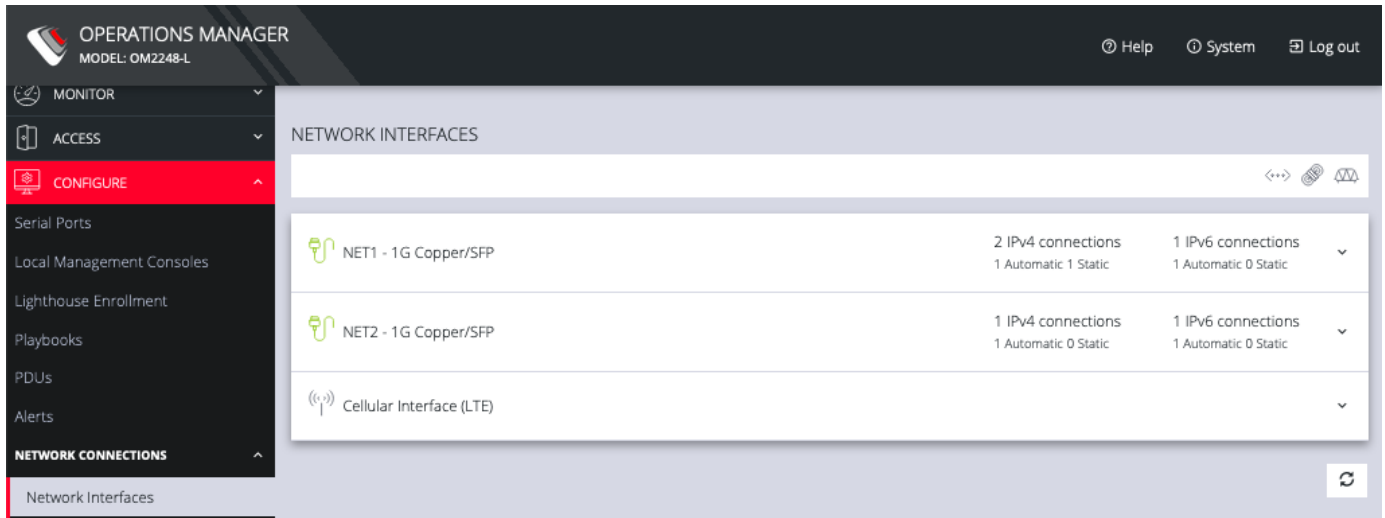 OPERATIONS MANAGER
MODEL: OM2248-L
Help
System
Log out
MONITOR
ACCESS
CONFIGURE
Serial Ports
Local Management Consoles
Lighthouse Enrollment
Playbooks
PDUs
Alerts
NETWORK CONNECTIONS
Network Interfaces
NETWORK INTERFACES
NET1 - 1G Copper/SFP
2 IPv4 connections
1 Automatic 1 Static
1 IPv6 connections
1 Automatic 0 Static
NET2 - 1G Copper/SFP
1 IPv4 connections
1 Automatic 0 Static
1 IPv6 connections
1 Automatic 0 Static
Cellular Interface (LTE)